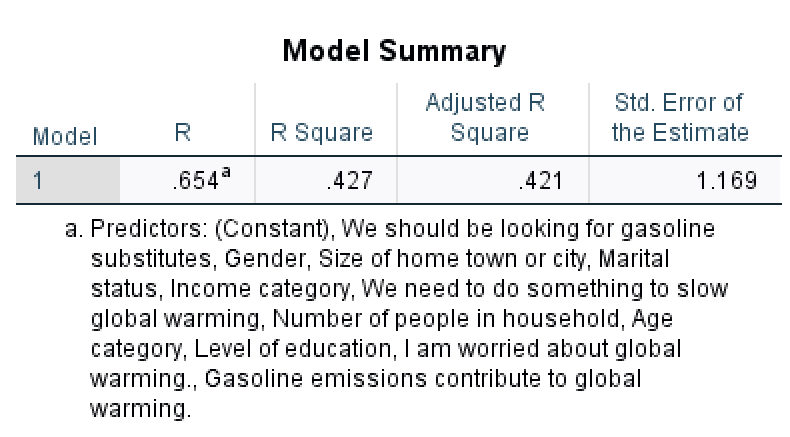 Model Summary
Model R R Square Adjusted R Square Std. Error of the Estimate
1 .654a .427 .421 1.169
a. Predictors: (Constant), We should be looking for gasoline
substitutes, Gender, Size of home town or city, Marital
status, Income category, We need to do something to slow
global warming, Number of people in household, Age
category, Level of education, I am worried about global
warming., Gasoline emissions contribute to global
warming.